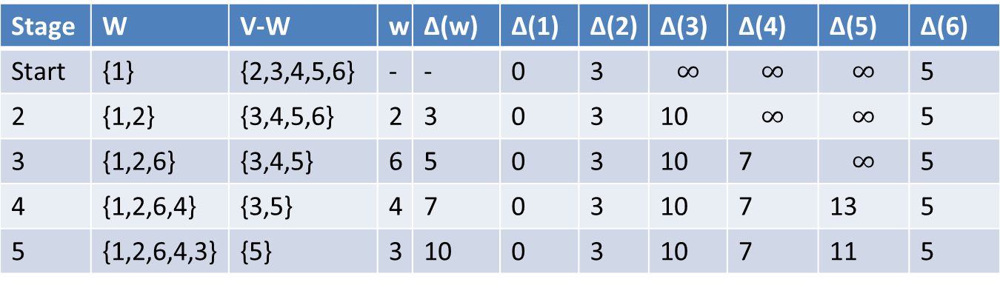 Stage W V-W w Δ(w) Δ(1) Δ(2) Δ(3) Δ(4) Δ(5) Δ(6)
Start {1} {2,3,4,5,6} - - 0 3 ∞ ∞ ∞ 5
2 {1,2} {3,4,5,6} 2 3 0 3 10 ∞ ∞ 5
3 {1,2,6} {3,4,5} 6 5 0 3 10 7 ∞ 5
4 {1,2,6,4} {3,5} 4 7 0 3 10 7 13 5
5 {1,2,6,4,3} {5} 3 10 0 3 10 7 11 5